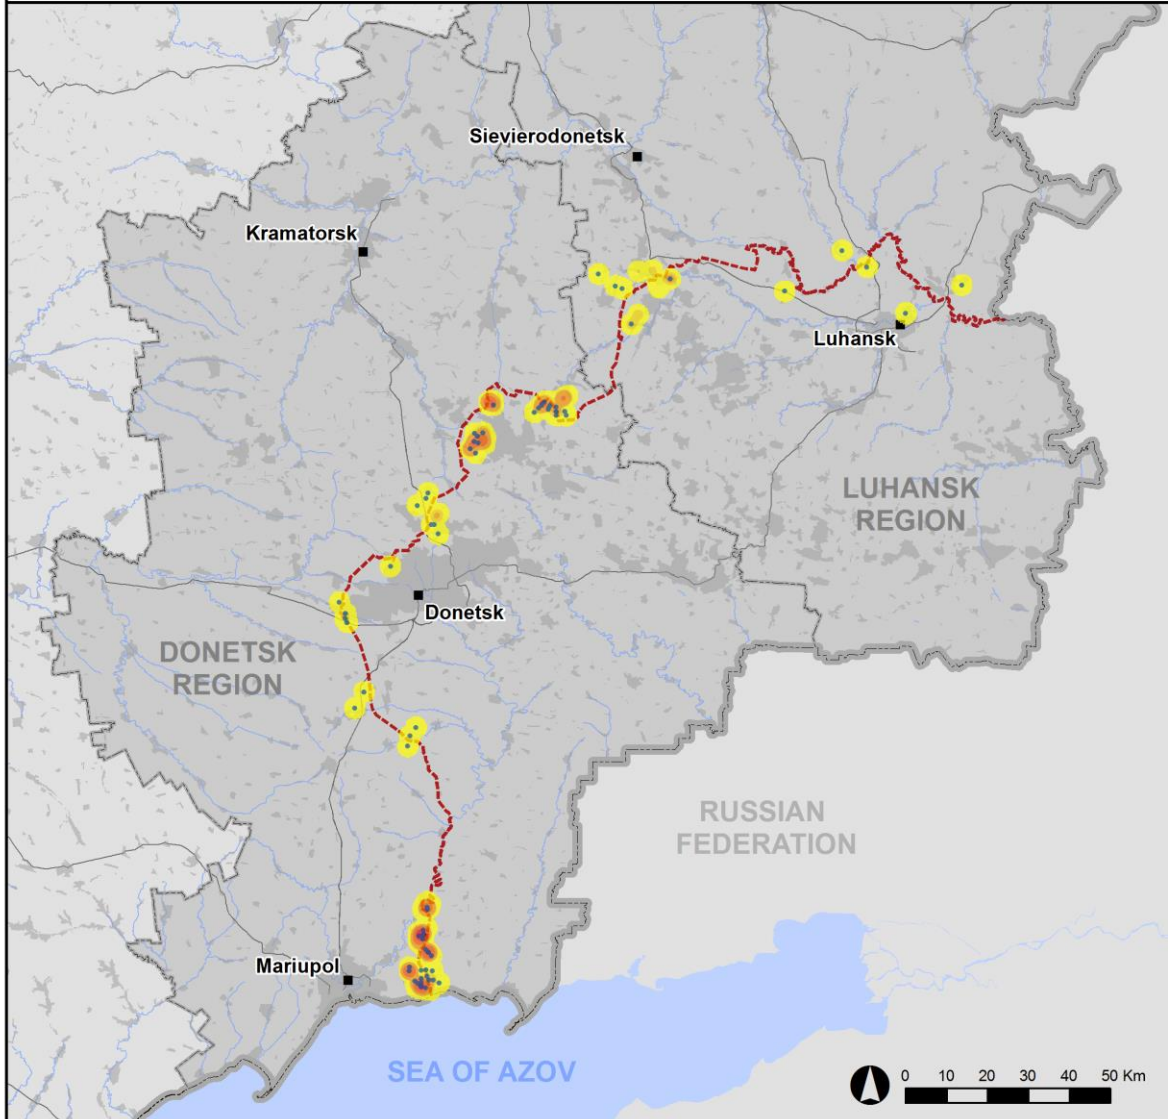 Sievierodonetsk
Kramatorsk
Luhansk
LUHANSK
REGION
Donetsk
DONETSK
REGION
RUSSIAN
FEDERATION
Mariupol
SEA OF AZOV
0 10 20 30 40 50 Km